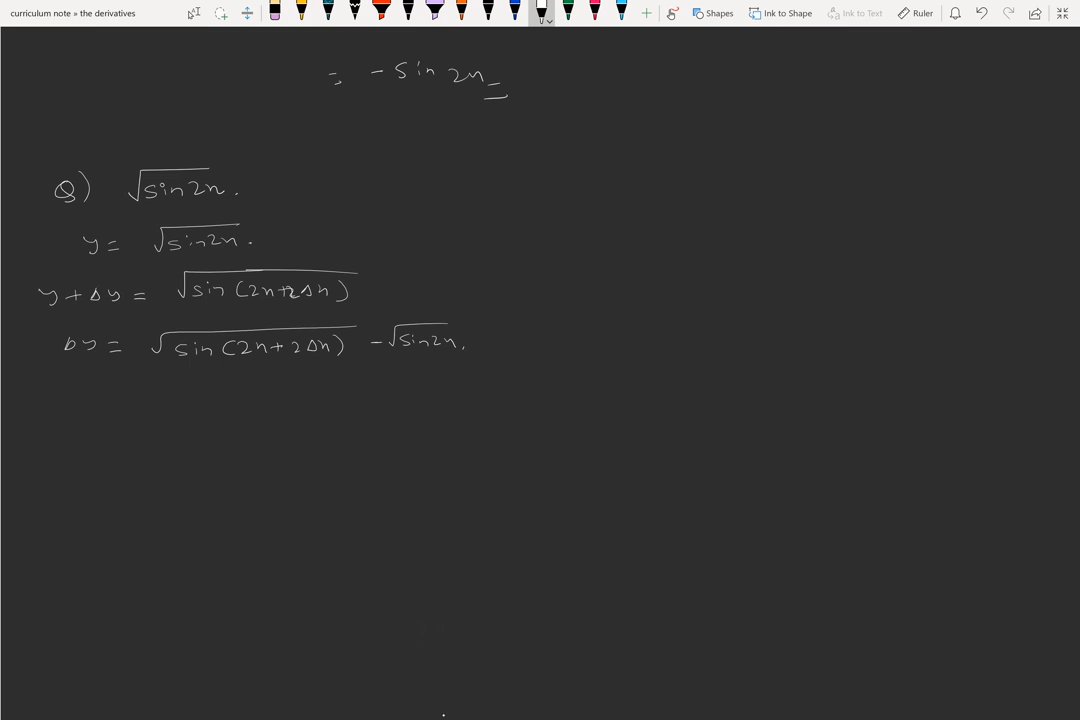 curriculum note » the derivatives
Shapes Ink to Shape Ink to Text Ruler
= - sin 2x
Q) √sin2x.
y = √sin2x.
y + Δy = √sin (2x+2Δx)
Δy = √sin (2x+ 2Δx) - √sin2x.